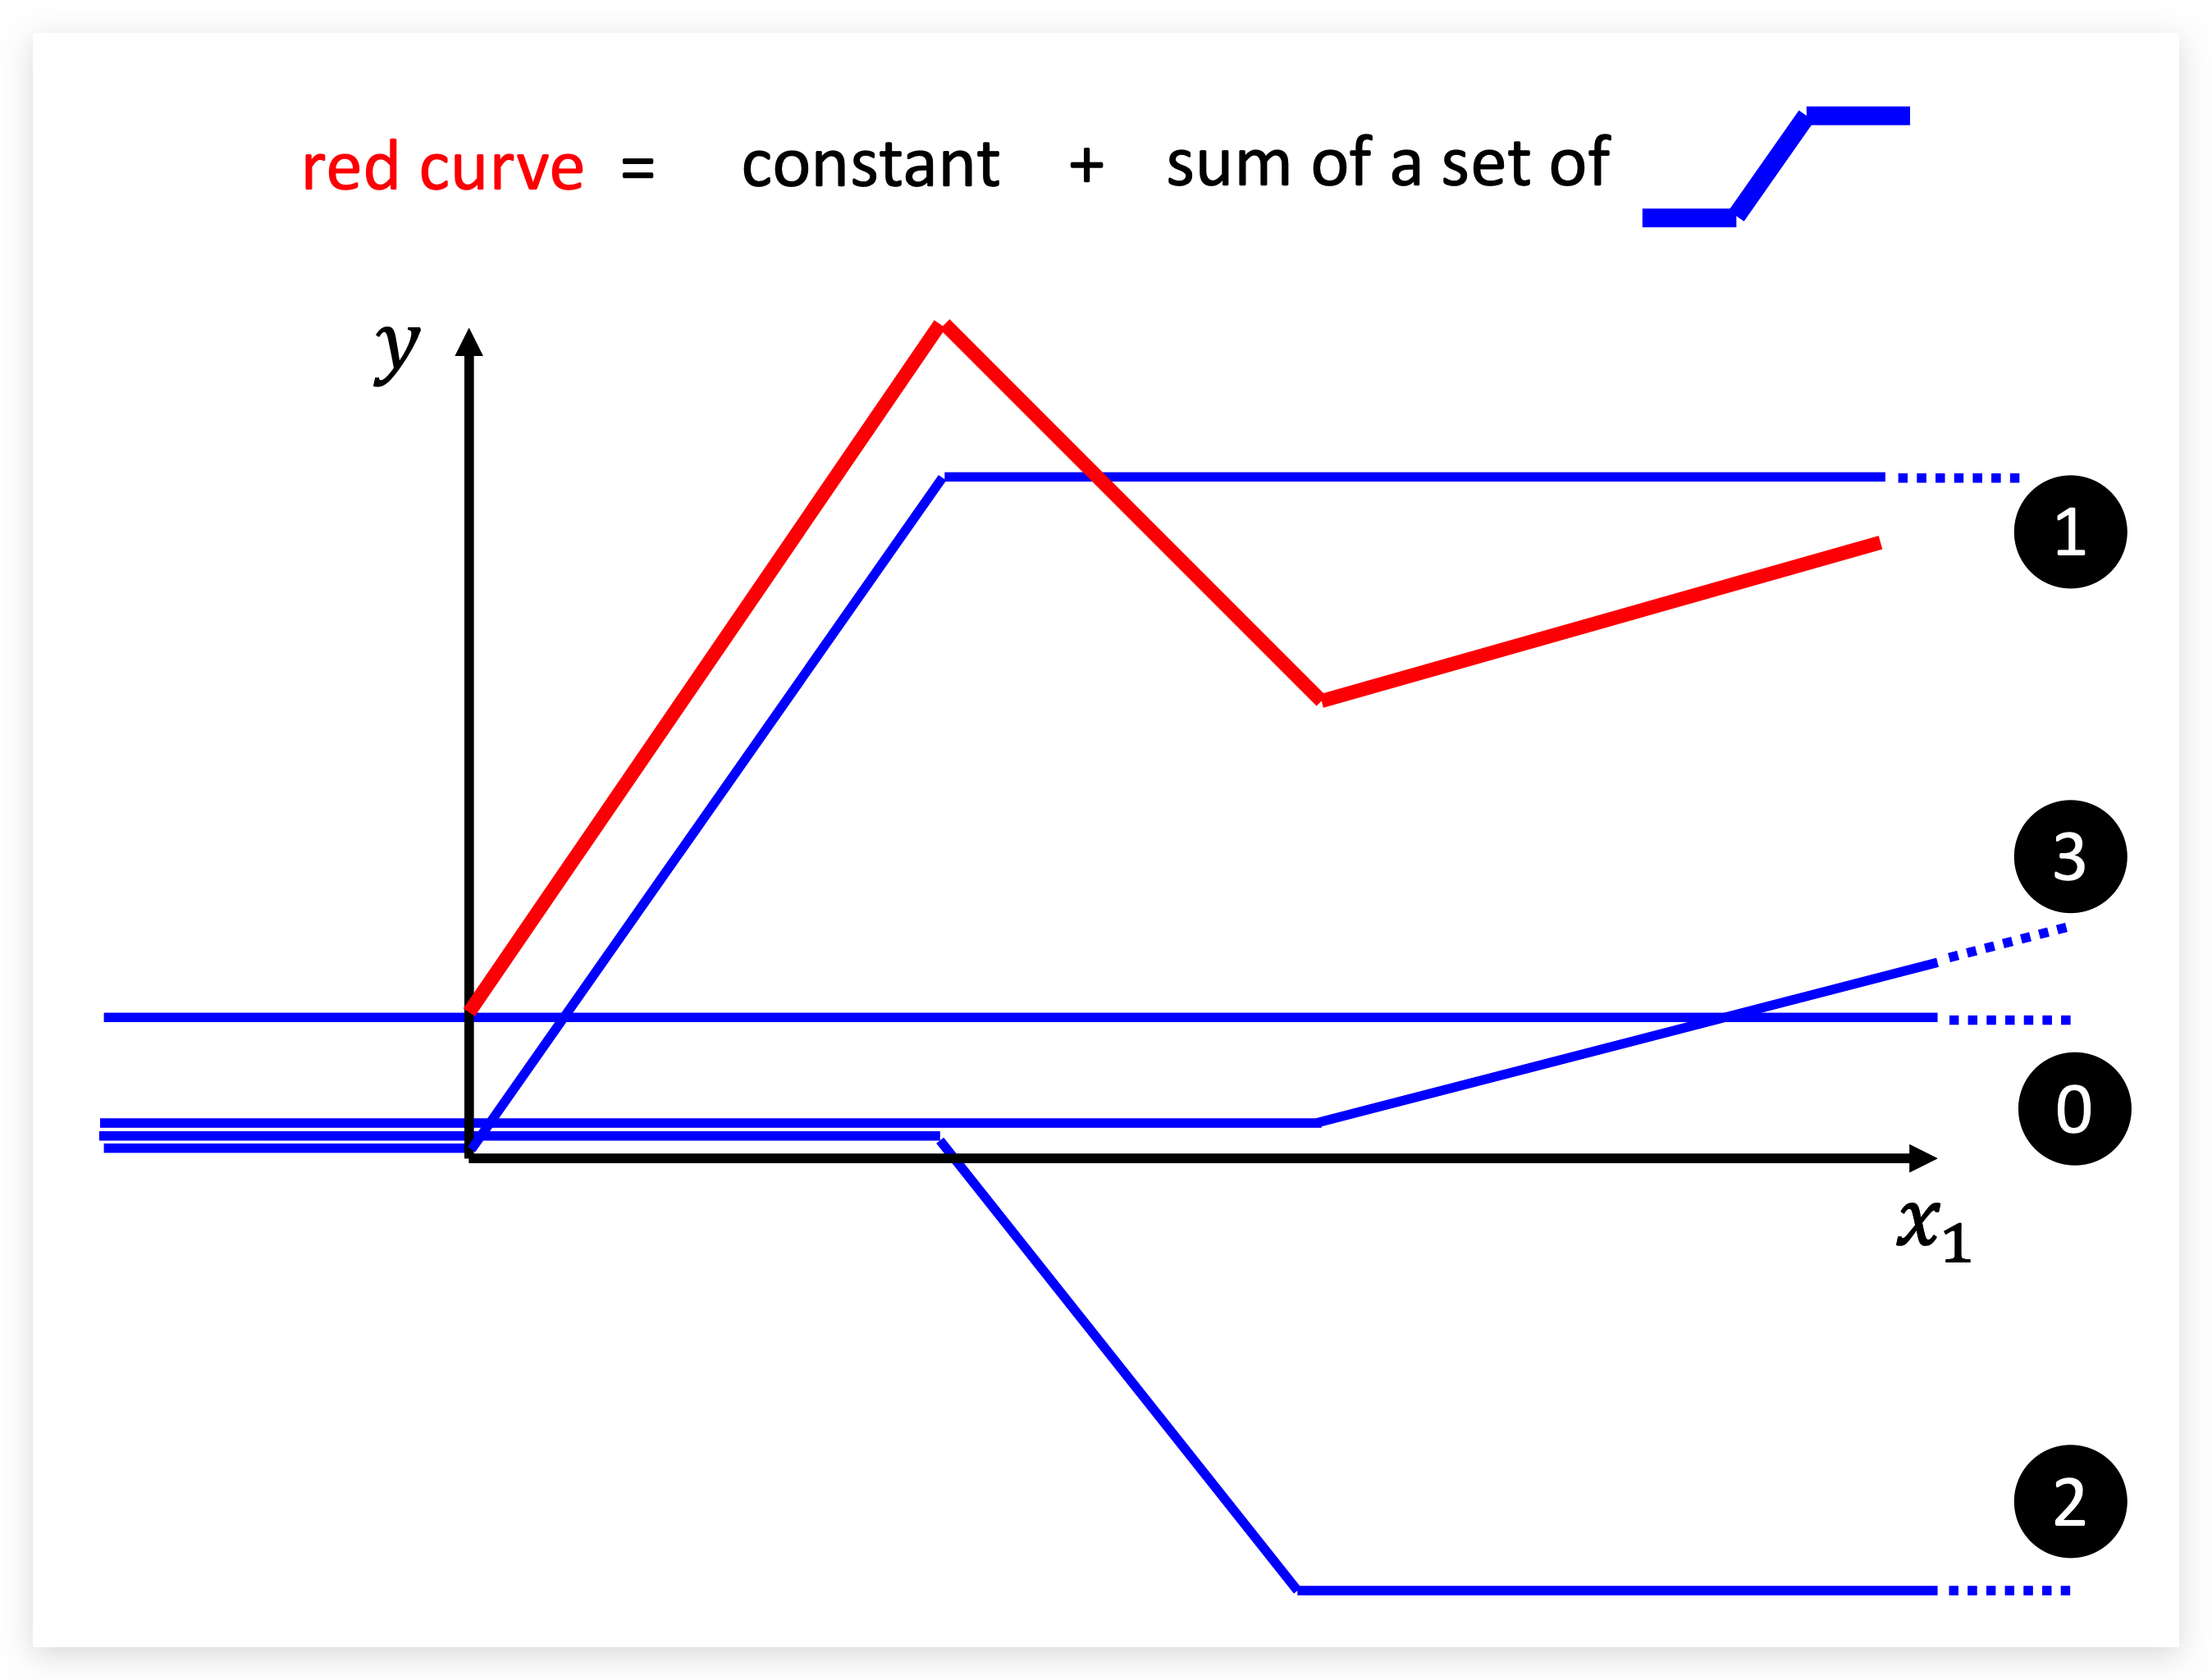 red curve = constant + sum of a set of
y
1
3
0
x₁
2